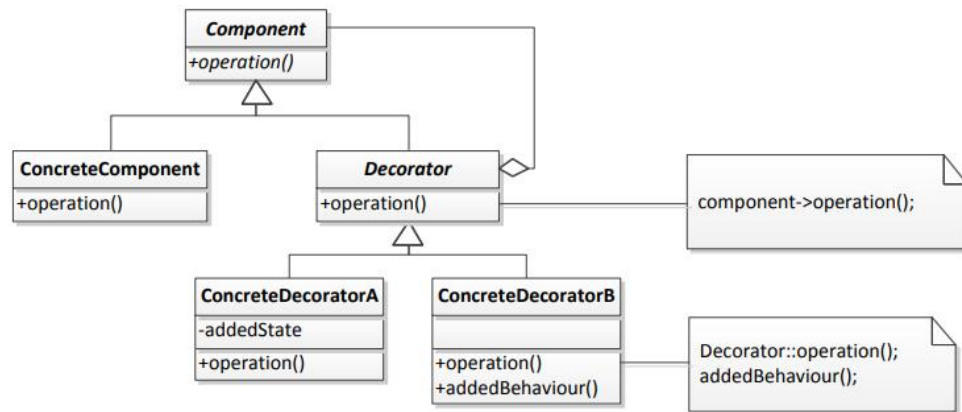 Component
+operation()
ConcreteComponent
+operation()
Decorator
+operation()
component->operation();
ConcreteDecoratorA
-addedState
+operation()
ConcreteDecoratorB
+operation()
+addedBehaviour()
Decorator::operation();
addedBehaviour();